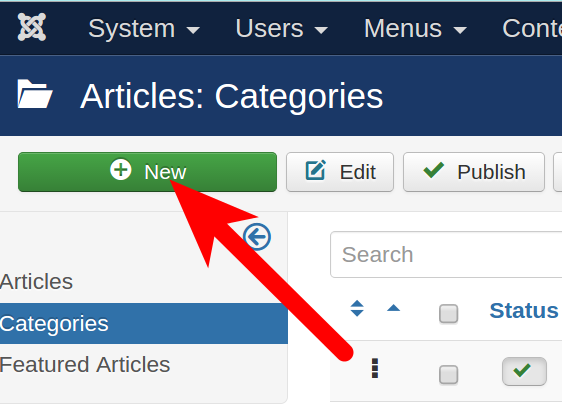 System Users Menus Conte
Articles: Categories
New Edit Publish
Search
Articles
Status
Categories
Featured Articles